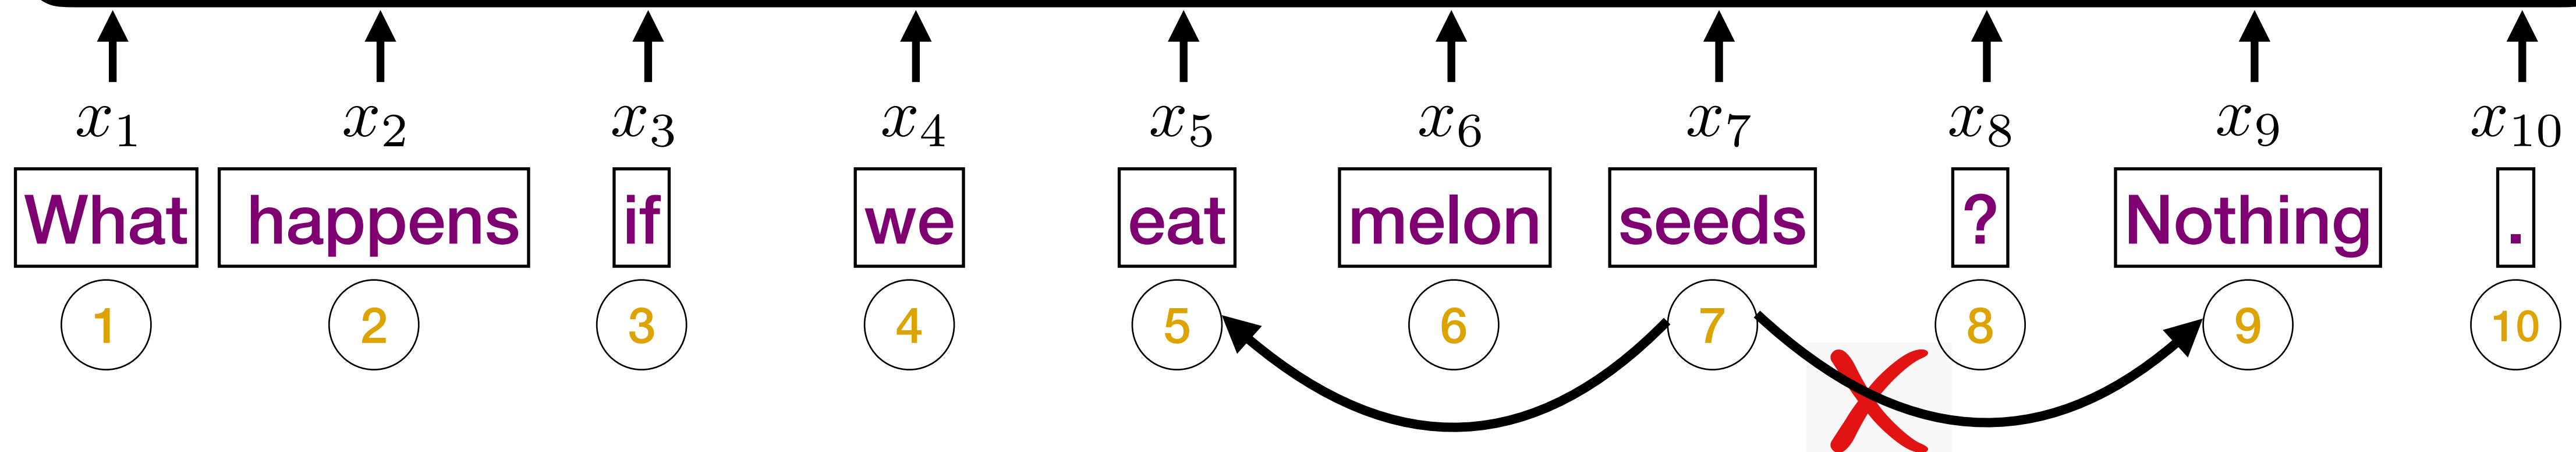 x1 x2 x3 x4 x5 x6 x7 x8 x9 x10
What happens if we eat melon seeds ? Nothing .
1 2 3 4 5 6 7 8 9 10